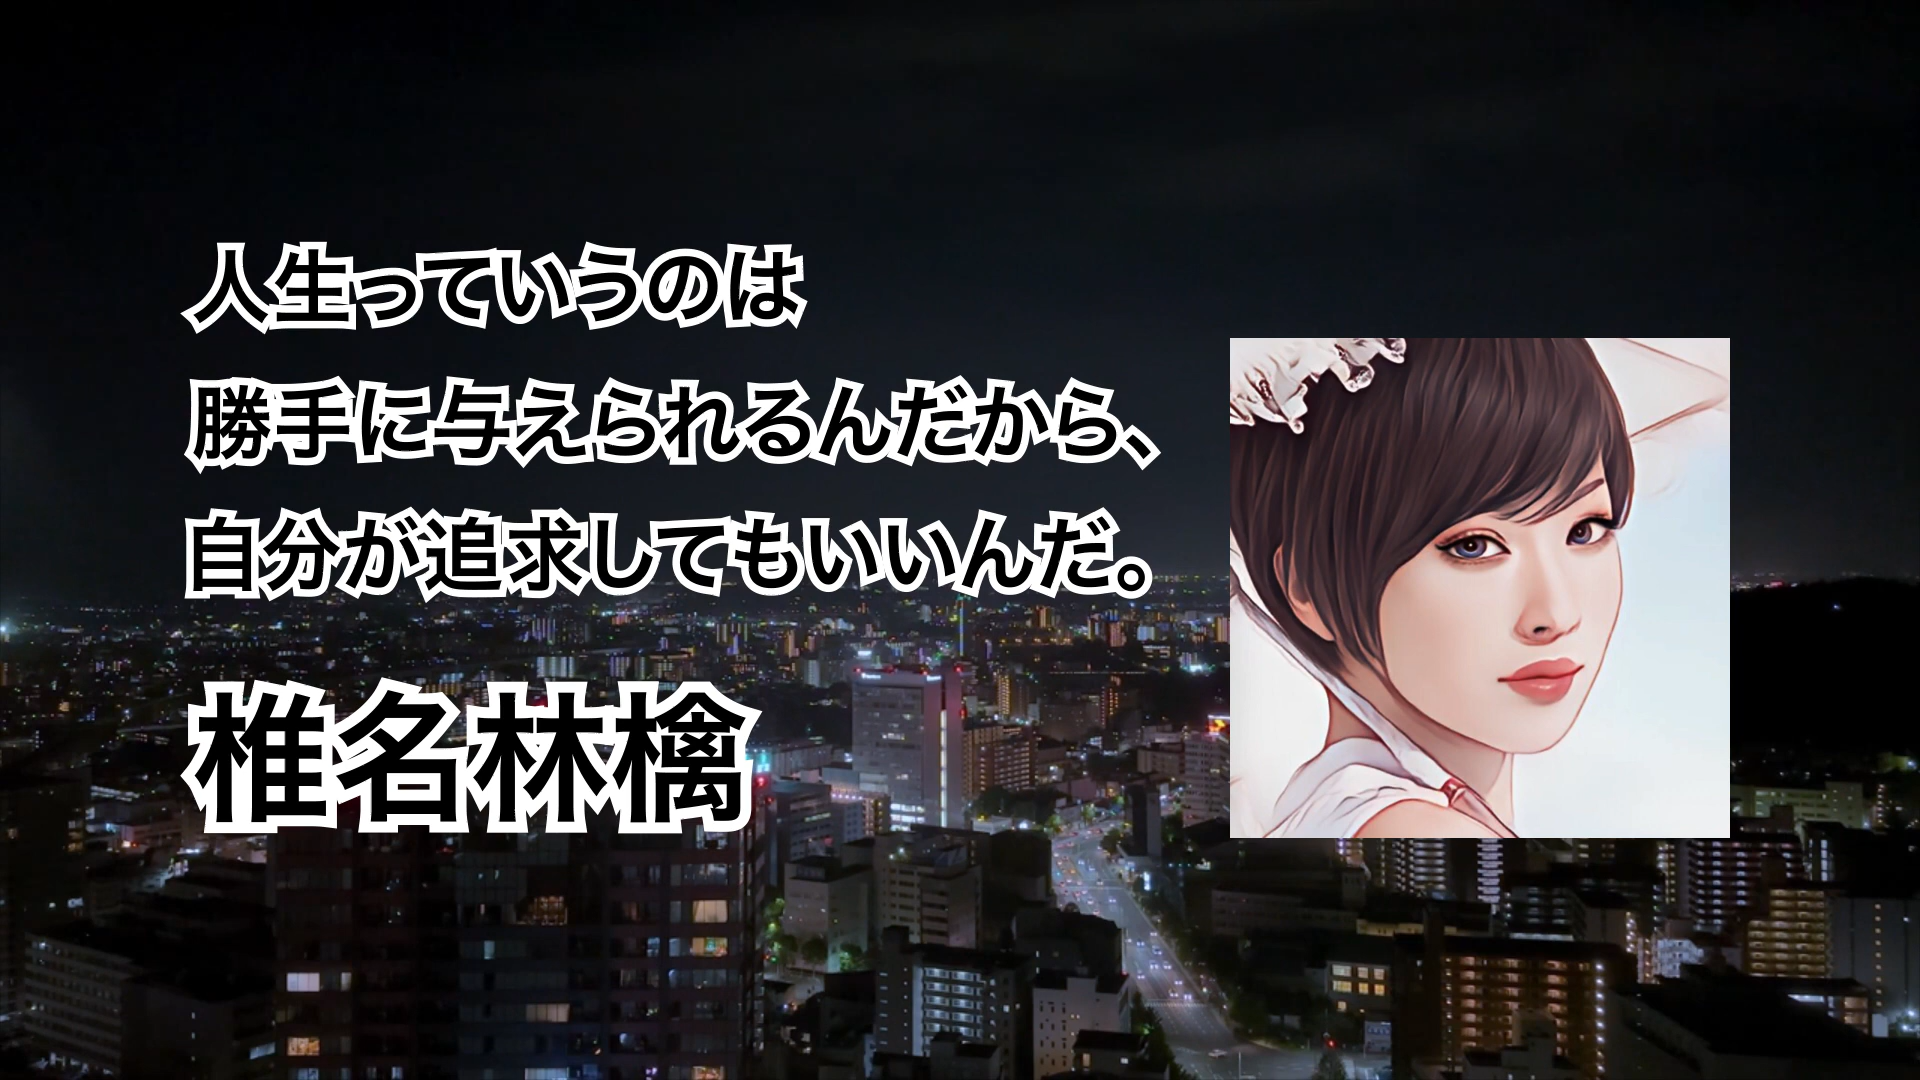 人生っていうのは
勝手に与えられるんだから、
自分が追求してもいいんだ。
椎名林檎